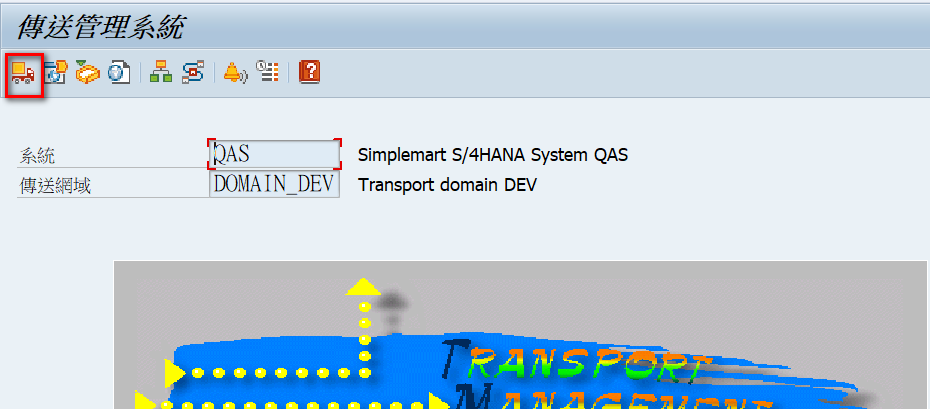 傳送管理系統
系統 QAS Simplemart S/4HANA System QAS
傳送網域 DOMAIN_DEV Transport domain DEV
TRANSPORT
MANAGEMENT